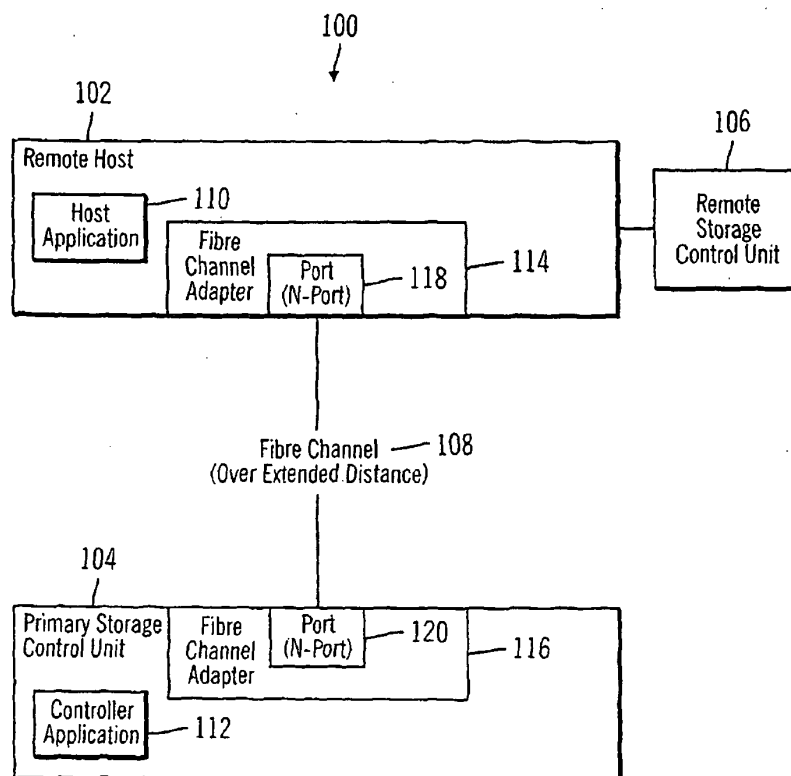 100
102
Remote Host
110
Host
Application
Fibre
Channel
Adapter
Port
(N-Port)
118
114
106
Remote
Storage
Control Unit
Fibre Channel
108
(Over Extended Distance)
104
Primary Storage
Control Unit
Fibre
Channel
Adapter
Port
(N-Port)
120
116
Controller
Application
112